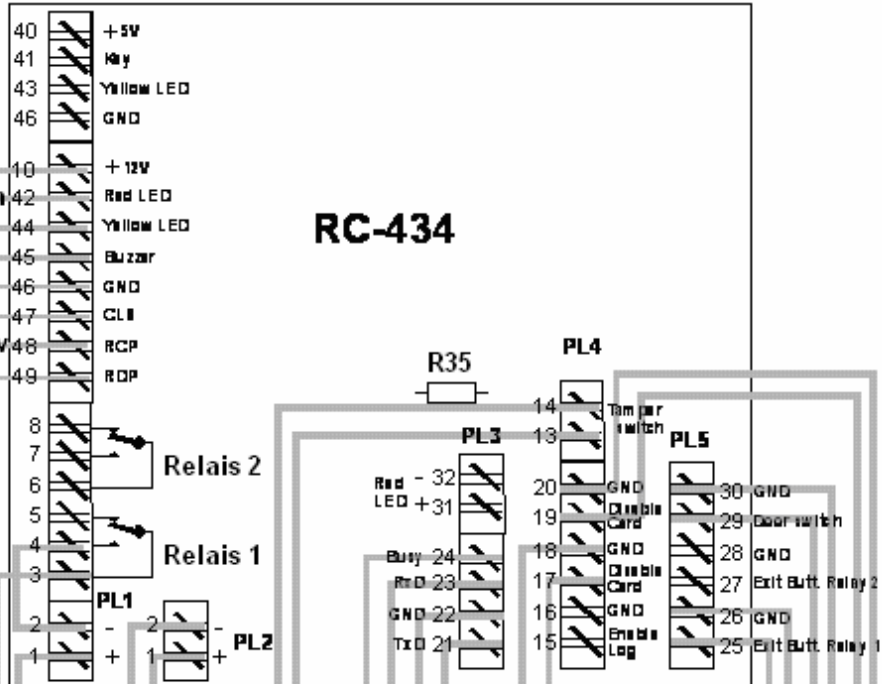 40 +5V
41 Key
43 Yellow LED
46 GND
10 +12V
42 Red LED
44 Yellow LED
45 Buzzer
46 GND
47 CLS
48 RCP
49 RDP
RC-434
R35
PL4
14 Tamper
13 switch
8
7
6
Relais 2
5
4
3
Relais 1
PL1
2 -
1 +
PL2
2 -
1 +
PL3
Red - 32
LED + 31
Busy 24
RxD 23
GND 22
TxD 21
20 GND
19 Disable
Card
18 GND
17 Disable
Card
16 GND
15 Enable
Log
PL5
30 GND
29 Door switch
28 GND
27 Exit Butt. Relay 2
26 GND
25 Exit Butt. Relay 1